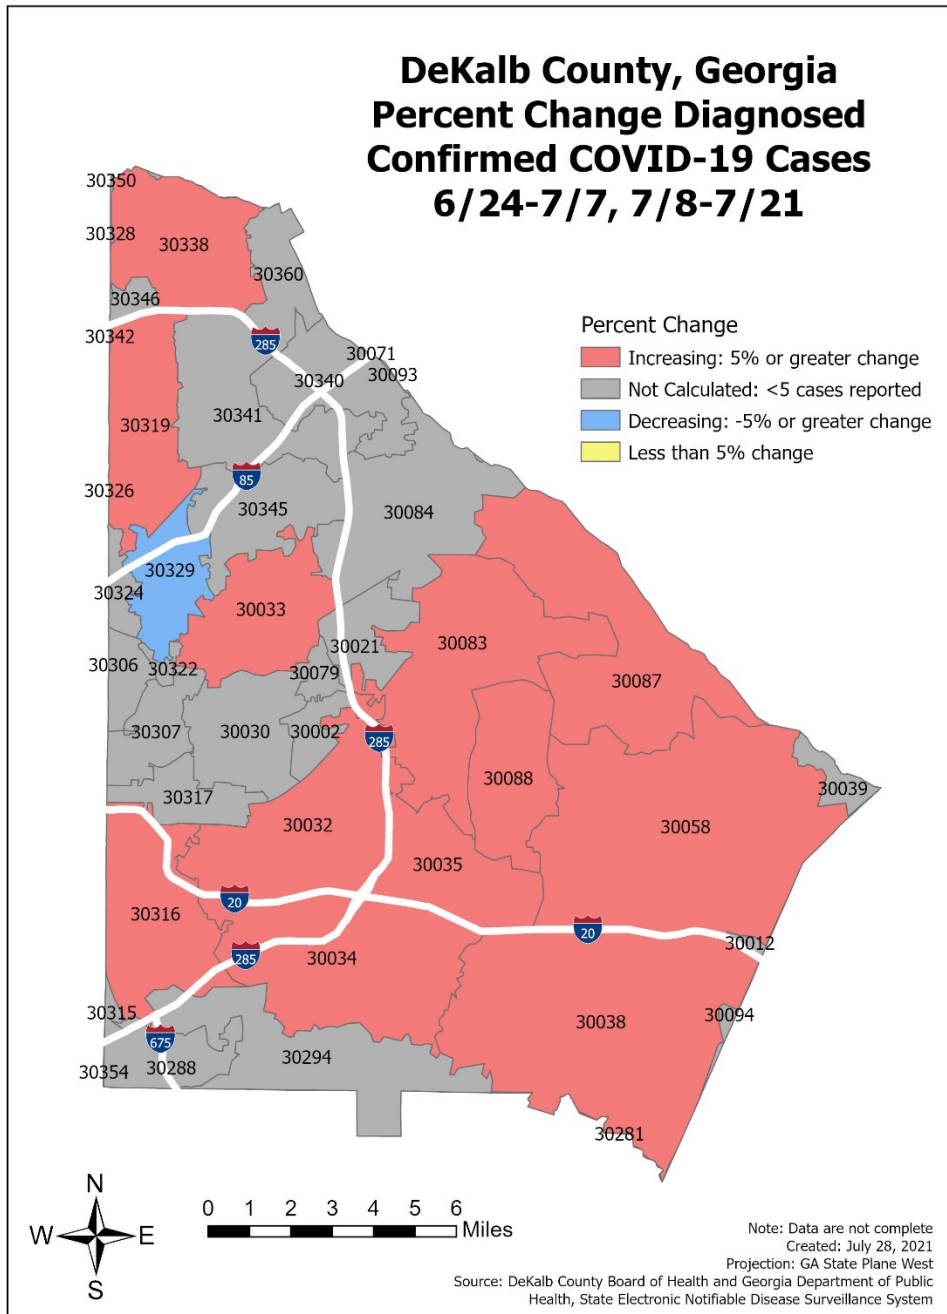 DeKalb County, Georgia
Percent Change Diagnosed
Confirmed COVID-19 Cases
6/24-7/7, 7/8-7/21
30350
30328
30338
30360
30346
30342
285
30071
30093
30340
30341
30319
85
30326
30345
30084
30329
30324
30033
30083
30021
30306
30322
30079
30087
30307
30030
30002
285
30088
30039
30317
30032
30058
30035
20
30316
20
30012
285
30034
30315
30038
30094
675
30354
30288
30294
30281
Percent Change
Increasing: 5% or greater change
Not Calculated: <5 cases reported
Decreasing: -5% or greater change
Less than 5% change
N
W E
S
0 1 2 3 4 5 6
Miles
Note: Data are not complete
Created: July 28, 2021
Projection: GA State Plane West
Source: DeKalb County Board of Health and Georgia Department of Public
Health, State Electronic Notifiable Disease Surveillance System